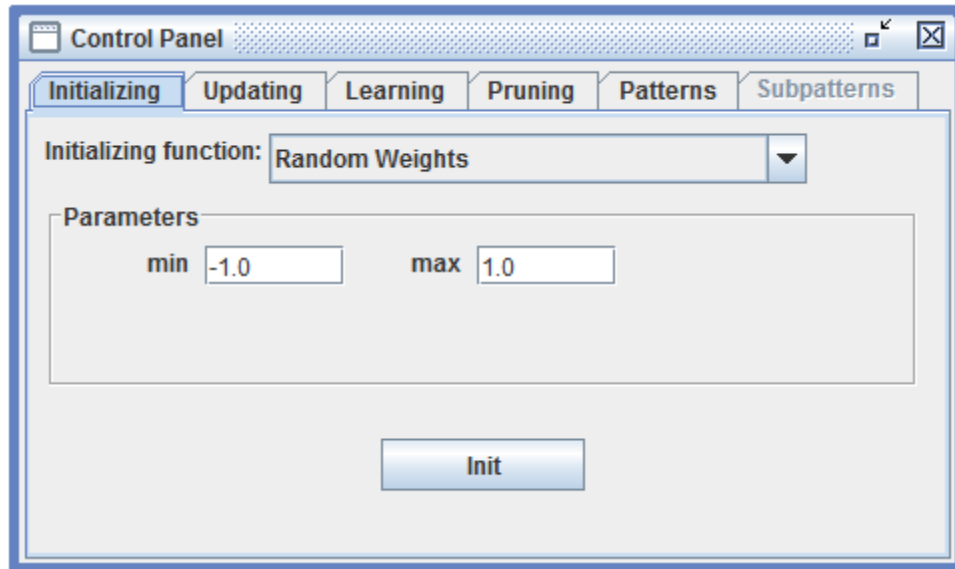 Control Panel
Initializing Updating Learning Pruning Patterns Subpatterns
Initializing function: Random Weights
Parameters
min -1.0 max 1.0
Init